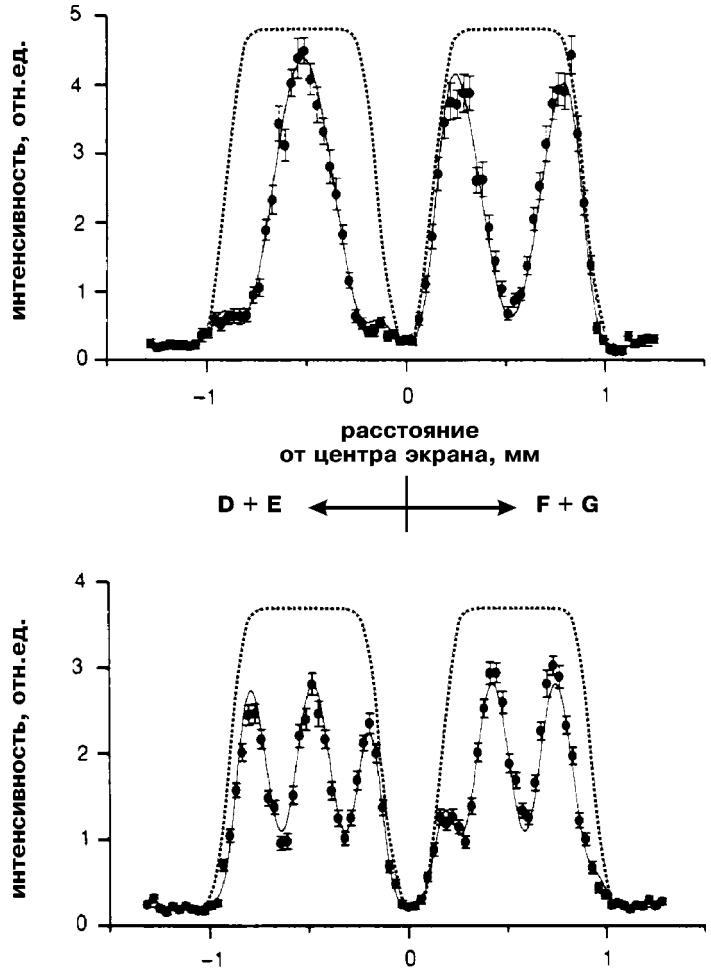 интенсивность, отн.ед.
5
4
3
2
1
0
−1
0
1
расстояние
от центра экрана, мм
D + E
F + G
интенсивность, отн.ед.
4
3
2
1
0
−1
0
1